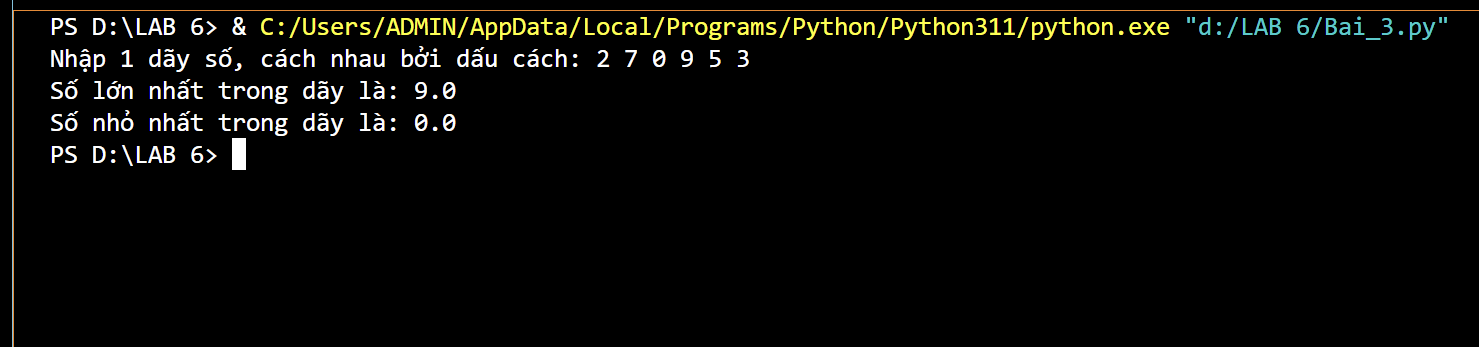 PS D:\LAB 6> & C:/Users/ADMIN/AppData/Local/Programs/Python/Python311/python.exe "d:/LAB 6/Bai_3.py"
Nhập 1 dãy số, cách nhau bởi dấu cách: 2 7 0 9 5 3
Số lớn nhất trong dãy là: 9.0
Số nhỏ nhất trong dãy là: 0.0
PS D:\LAB 6>